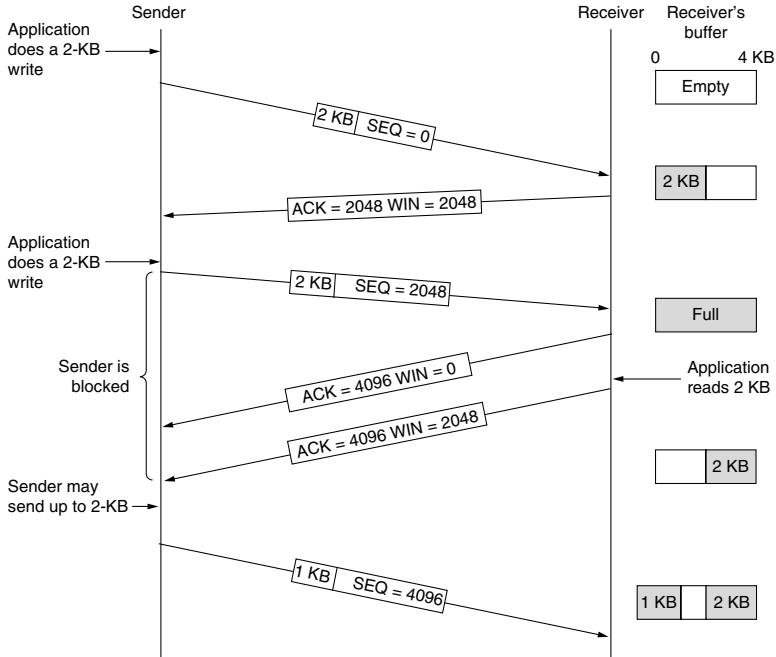 Sender
Receiver
Receiver's
buffer
Application
does a 2-KB
write
0
4 KB
Empty
2 KB
SEQ = 0
2 KB
ACK = 2048 WIN = 2048
Application
does a 2-KB
write
2 KB
SEQ = 2048
Full
Sender is
blocked
ACK = 4096 WIN = 0
Application
reads 2 KB
ACK = 4096 WIN = 2048
2 KB
Sender may
send up to 2-KB
1 KB
SEQ = 4096
1 KB
2 KB